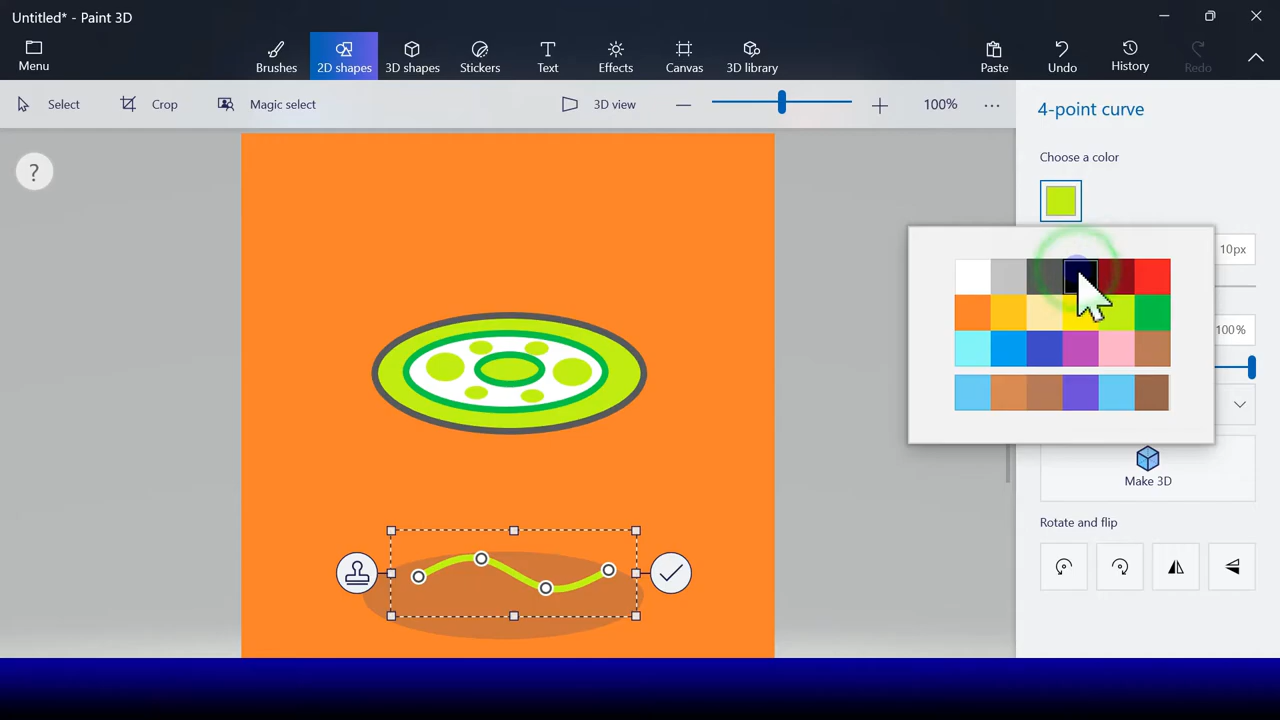 Untitled* - Paint 3D
Menu
Brushes
2D shapes
3D shapes
Stickers
Text
Effects
Canvas
3D library
Paste
Undo
History
Redo
Select
Crop
Magic select
3D view
100%
4-point curve
?
Choose a color
10px
100%
Make 3D
Rotate and flip